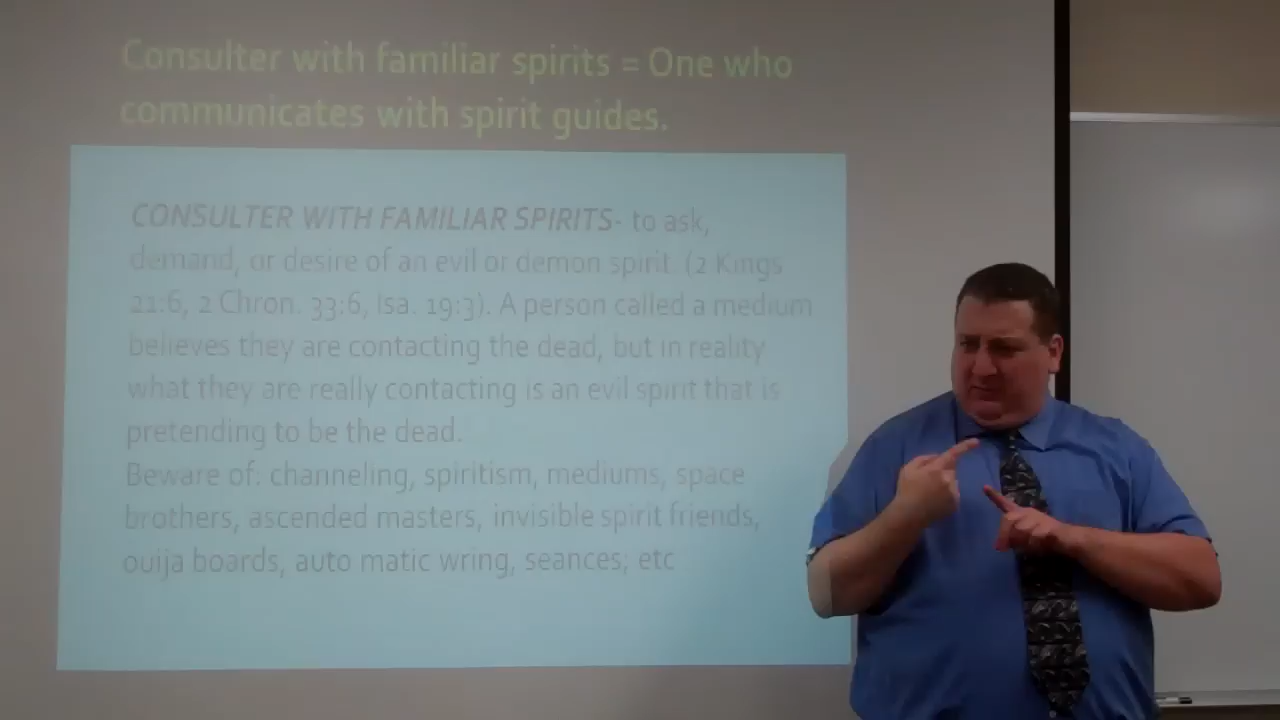 Consulter with familiar spirits = One who
communicates with spirit guides.
CONSULTER WITH FAMILIAR SPIRITS- to ask,
demand, or desire of an evil or demon spirit. (2 Kings
21:6, 2 Chron. 33:6, Isa. 19:3). A person called a medium
believes they are contacting the dead, but in reality
what they are really contacting is an evil spirit that is
pretending to be the dead.
Beware of: channeling, spiritism, mediums, space
brothers, ascended masters, invisible spirit friends,
ouija boards, auto matic wring, seances; etc